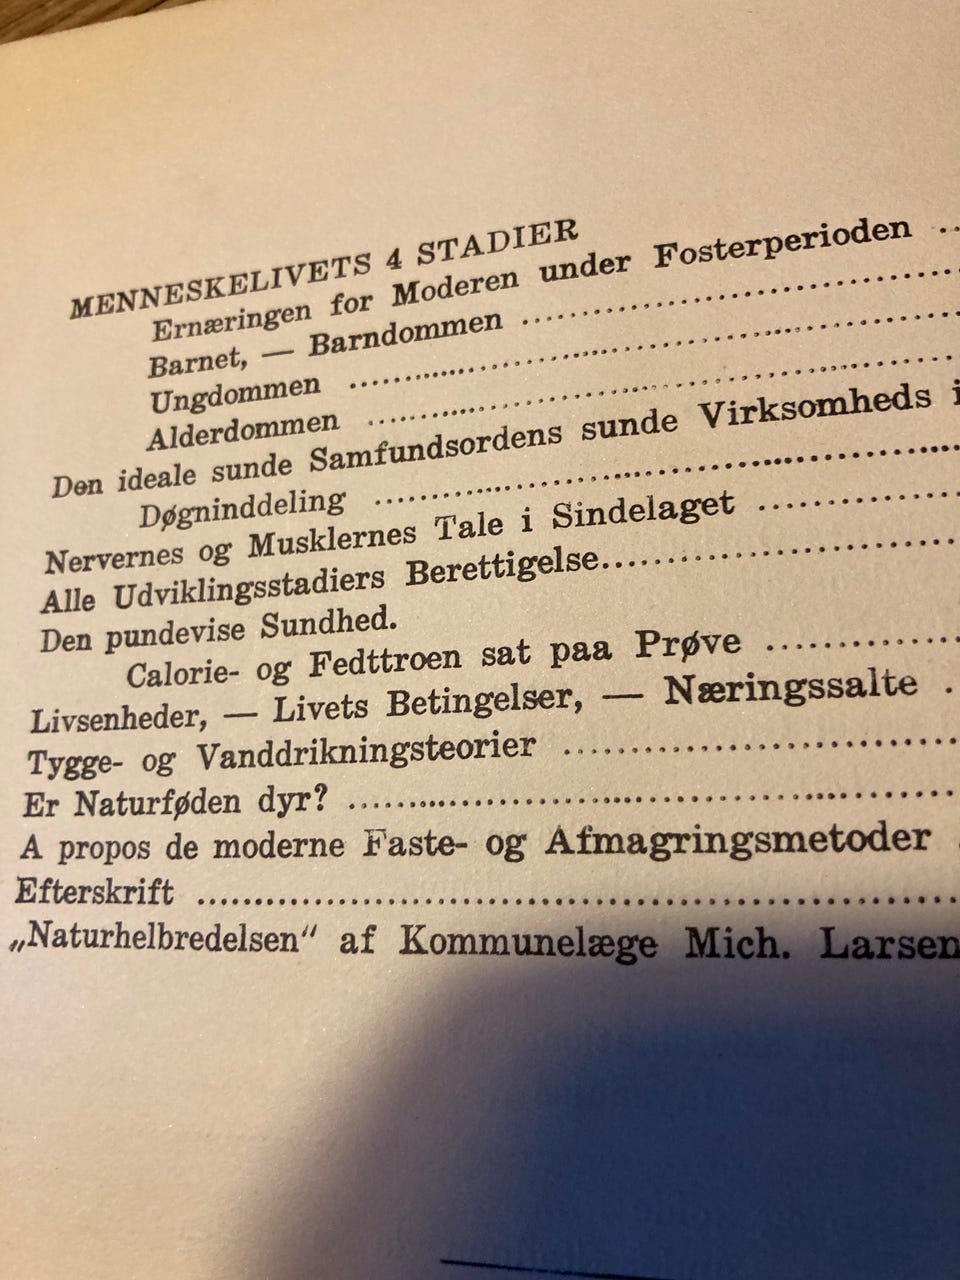 MENNESKELIVETS 4 STADIER
Ernæringen for Moderen under Fosterperioden ..
Barnet, — Barndommen ........................................
Ungdommen ........................................
Alderdommen ........................................
Den ideale sunde Samfundsordens sunde Virksomheds i
Døgninddeling ........................................
Nervernes og Musklernes Tale i Sindelaget ................
Alle Udviklingsstadiers Berettigelse...........................
Den pundevise Sundhed.
Calorie- og Fedttroen sat paa Prøve ...............
Livsenheder, — Livets Betingelser, — Næringssalte .
Tygge- og Vanddrikningsteorier ..............................
Er Naturføden dyr? ........................................
A propos de moderne Faste- og Afmagringsmetoder .
Efterskrift ........................................
„Naturhelbredelsen“ af Kommunelæge Mich. Larsen